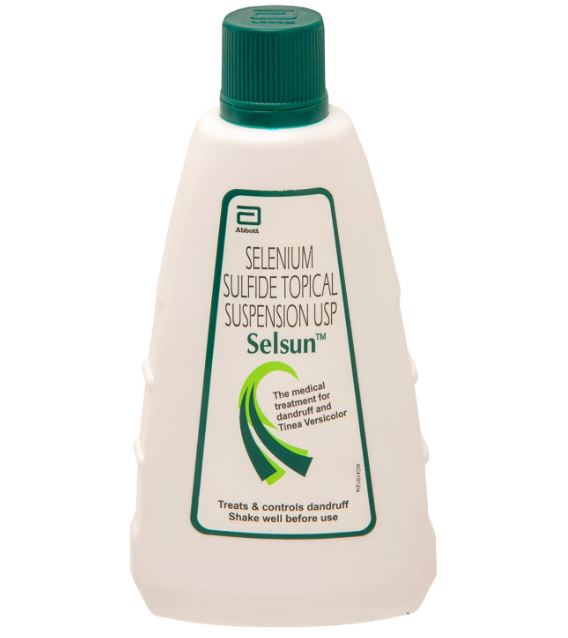 Abbott
SELENIUM
SULFIDE TOPICAL
SUSPENSION USP
Selsun™
The medical
treatment for
dandruff and
Tinea Versicolor
Treats & controls dandruff
Shake well before use